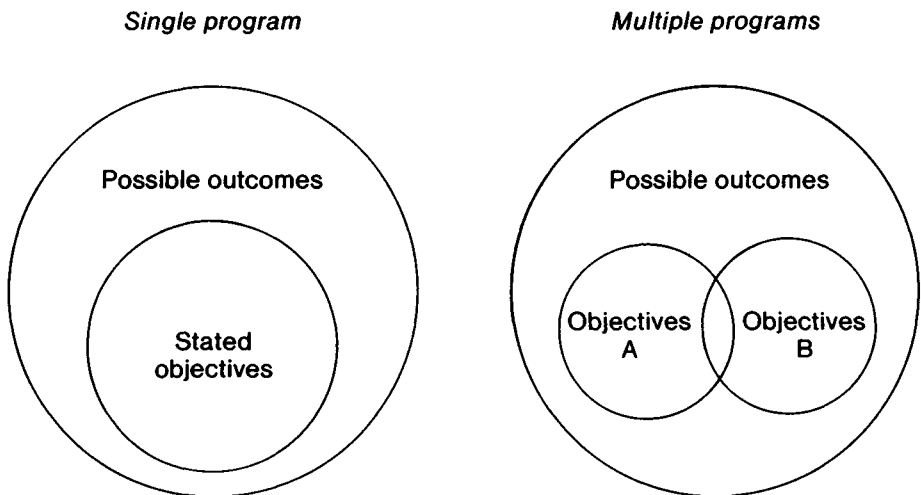 Single program
Possible outcomes
Stated
objectives
Multiple programs
Possible outcomes
Objectives
A
Objectives
B